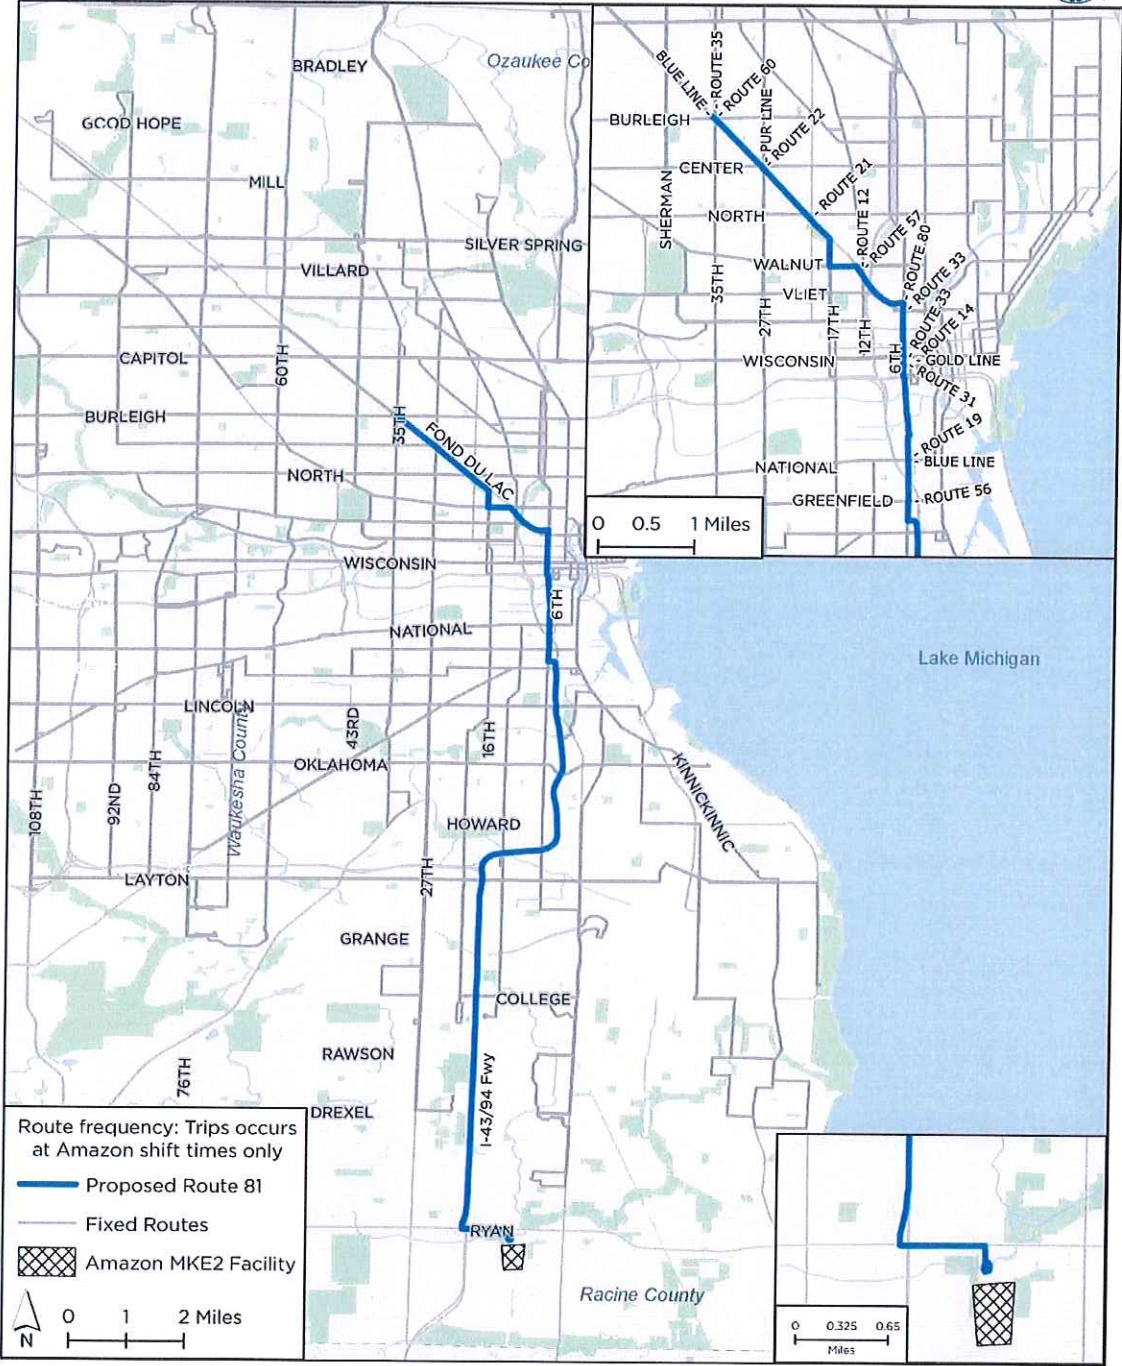 BRADLEY
Ozaukee Co
GOOD HOPE
MILL
SILVER SPRING
VILLARD
CAPITOL
60TH
BURLEIGH
35TH
FOND DU LAC
NORTH
WISCONSIN
6TH
NATIONAL
Lake Michigan
LINCOLN
43RD
16TH
Waukesha County
84TH
OKLAHOMA
108TH
92ND
KINNICKINNIC
HOWARD
27TH
LAYTON
GRANGE
COLLEGE
RAWSON
76TH
I-43/94 Fwy
DREXEL
RYAN
Racine County
BLUE LINE
- ROUTE 35
- ROUTE 60
BURLEIGH
- PUR LINE
- ROUTE 22
CENTER
SHERMAN
- ROUTE 21
NORTH
- ROUTE 12
- ROUTE 57
- ROUTE 80
WALNUT
- ROUTE 33
VLIET
35TH
27TH
17TH
12TH
- ROUTE 33
- ROUTE 14
WISCONSIN
6TH
- GOLD LINE
- ROUTE 31
- ROUTE 19
NATIONAL
- BLUE LINE
GREENFIELD
- ROUTE 56
0 0.5 1 Miles
Route frequency: Trips occurs
at Amazon shift times only
Proposed Route 81
Fixed Routes
Amazon MKE2 Facility
N
0 1 2 Miles
0 0.325 0.65
Miles